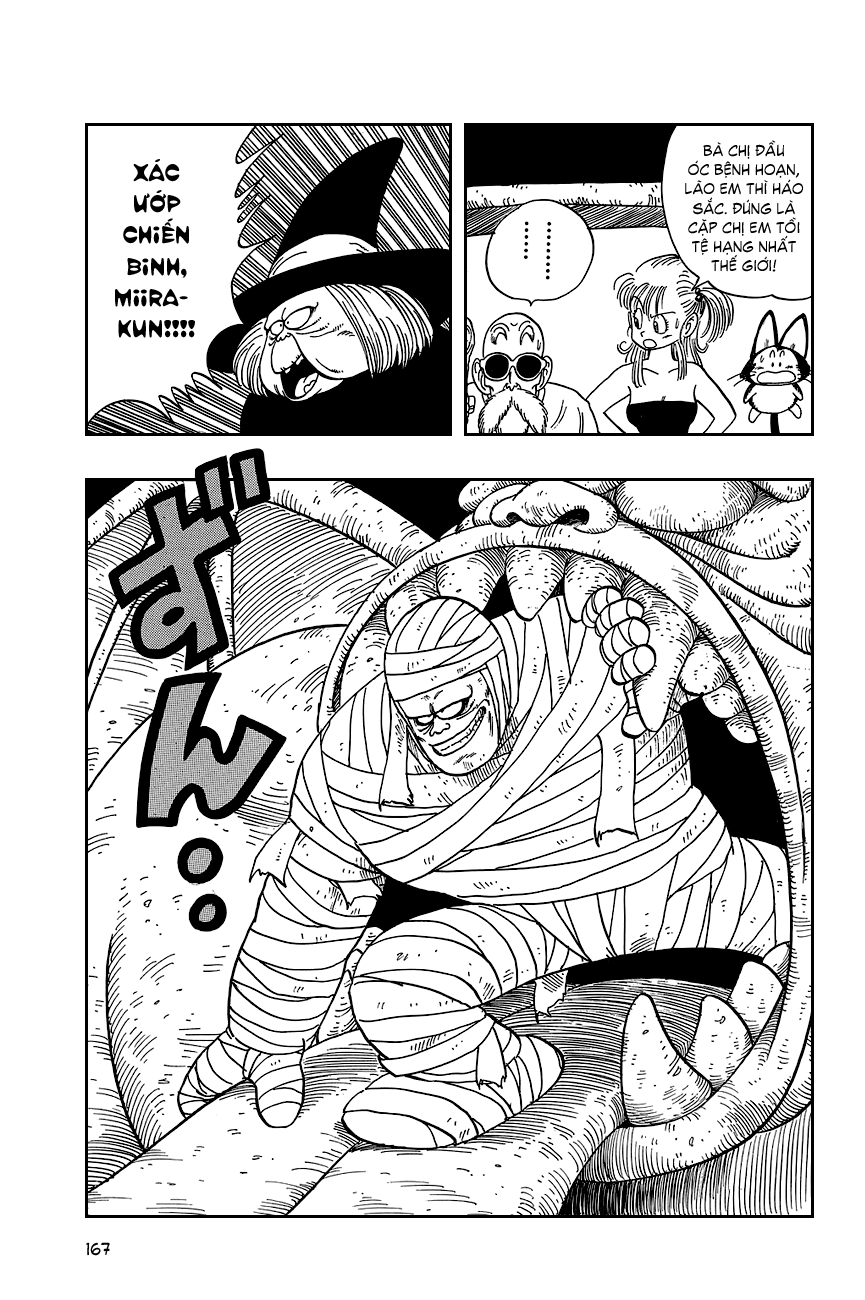 BÀ CHỊ ĐẦU
ÓC BỆNH HOẠN,
LÃO EM THÌ HÁO
SẮC. ĐÚNG LÀ
CẶP CHỊ EM TỒI
TỆ HẠNG NHẤT
THẾ GIỚI!
............
XÁC
ƯỚP
CHIẾN
BINH,
MIIRA-
KUN!!!!
ずん..
167